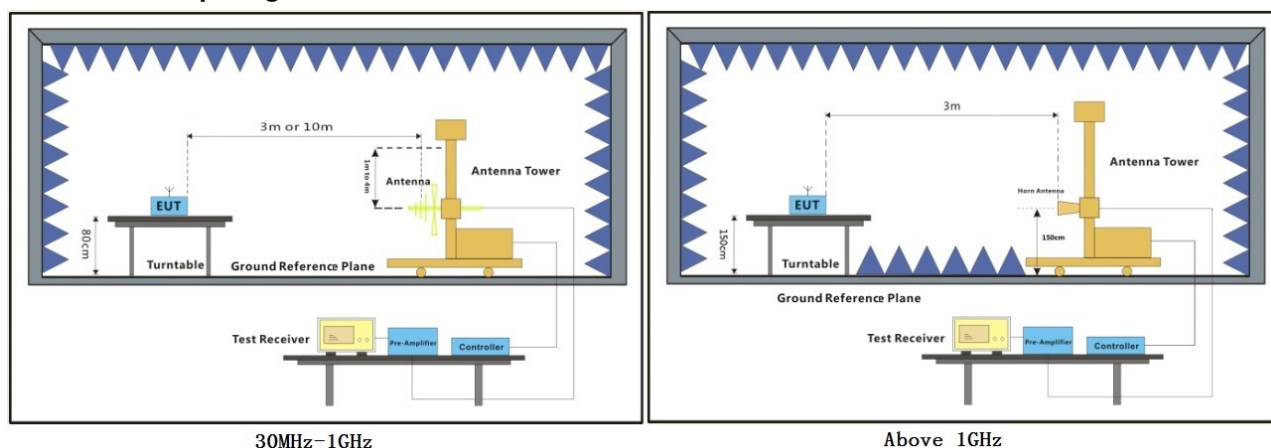 3m or 10m
1m to 4m
Antenna
Antenna Tower
EUT
80cm
Turntable
Ground Reference Plane
Test Receiver
Pre-Amplifier
Controller
30MHz-1GHz
3m
Antenna Tower
Horn Antenna
EUT
150cm
150cm
Turntable
Ground Reference Plane
Test Receiver
Pre-Amplifier
Controller
Above 1GHz